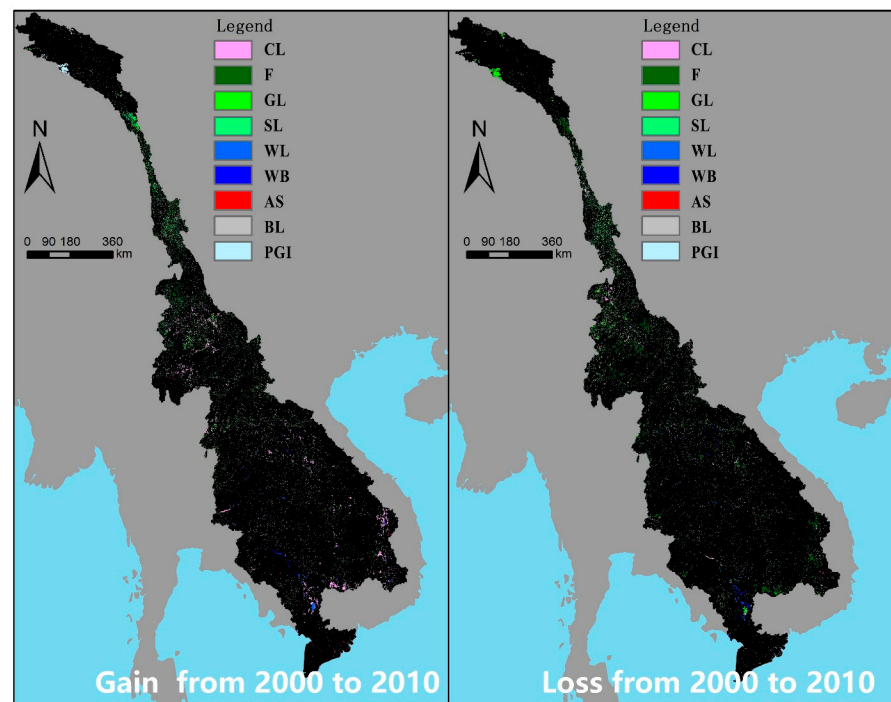 Legend
CL
F
GL
SL
WL
WB
AS
BL
PGI
N
0 90 180 360
km
Gain from 2000 to 2010
Legend
CL
F
GL
SL
WL
WB
AS
BL
PGI
N
0 90 180 360
km
Loss from 2000 to 2010